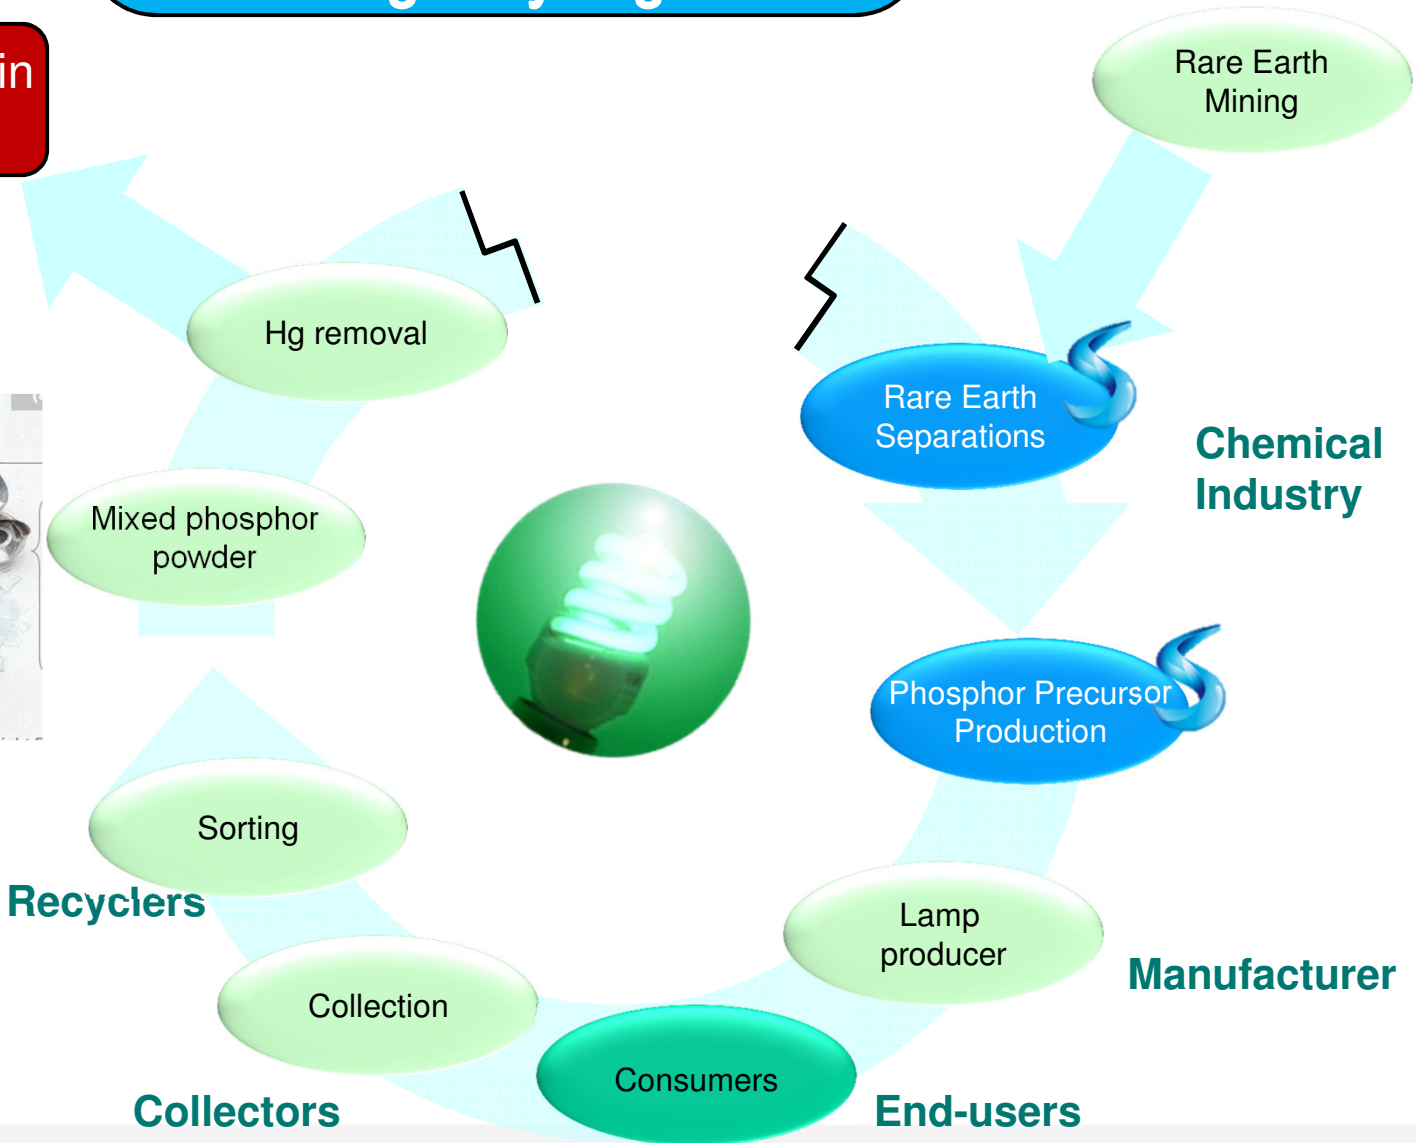 in
Rare Earth
Mining
Hg removal
Rare Earth
Separations
Chemical
Industry
Mixed phosphor
powder
Phosphor Precursor
Production
Sorting
Recyclers
Lamp
producer
Manufacturer
Collection
Consumers
Collectors
End-users